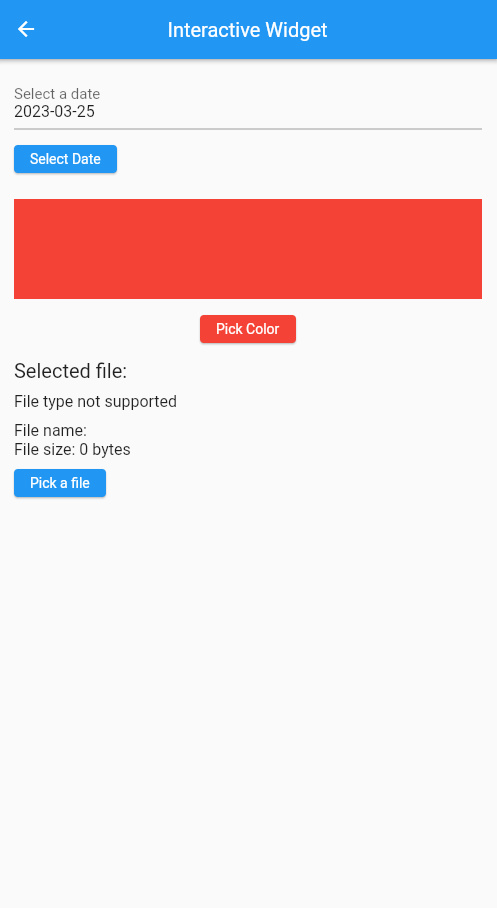 Interactive Widget
Select a date
2023-03-25
Select Date
Pick Color
Selected file:
File type not supported
File name:
File size: 0 bytes
Pick a file